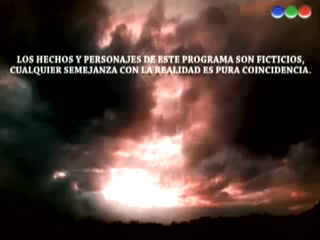 LOS HECHOS Y PERSONAJES DE ESTE PROGRAMA SON FICTICIOS,
CUALQUIER SEMEJANZA CON LA REALIDAD ES PURA COINCIDENCIA.